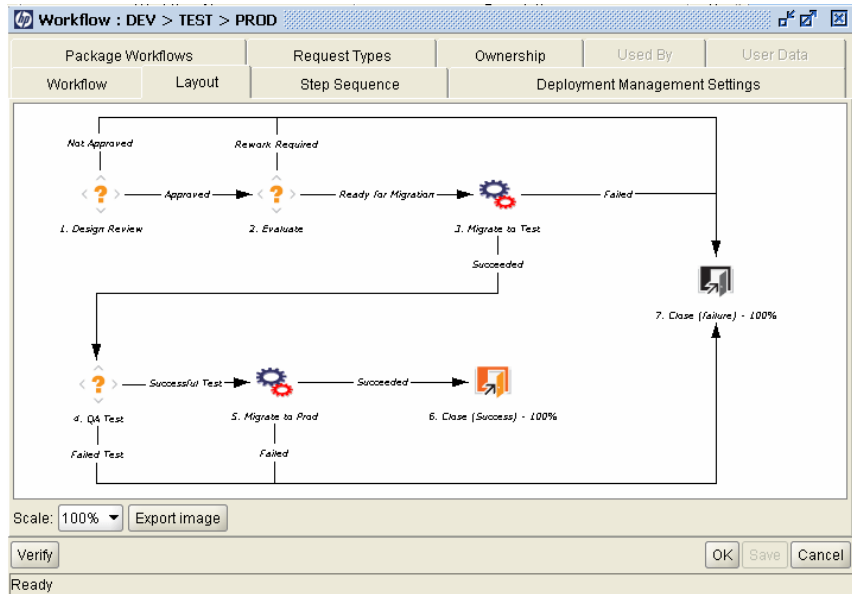 Workflow : DEV > TEST > PROD
Package Workflows Request Types Ownership Used By User Data
Workflow Layout Step Sequence Deployment Management Settings
Not Approved Rework Required
Approved Ready for Migration Failed
1. Design Review 2. Evaluate 3. Migrate to Test
Succeeded
7. Close (failure) - 100%
Successful Test Succeeded
4. QA Test 5. Migrate to Prod 6. Close (Success) - 100%
Failed Test Failed
Scale: 100% Export image
Verify OK Save Cancel
Ready